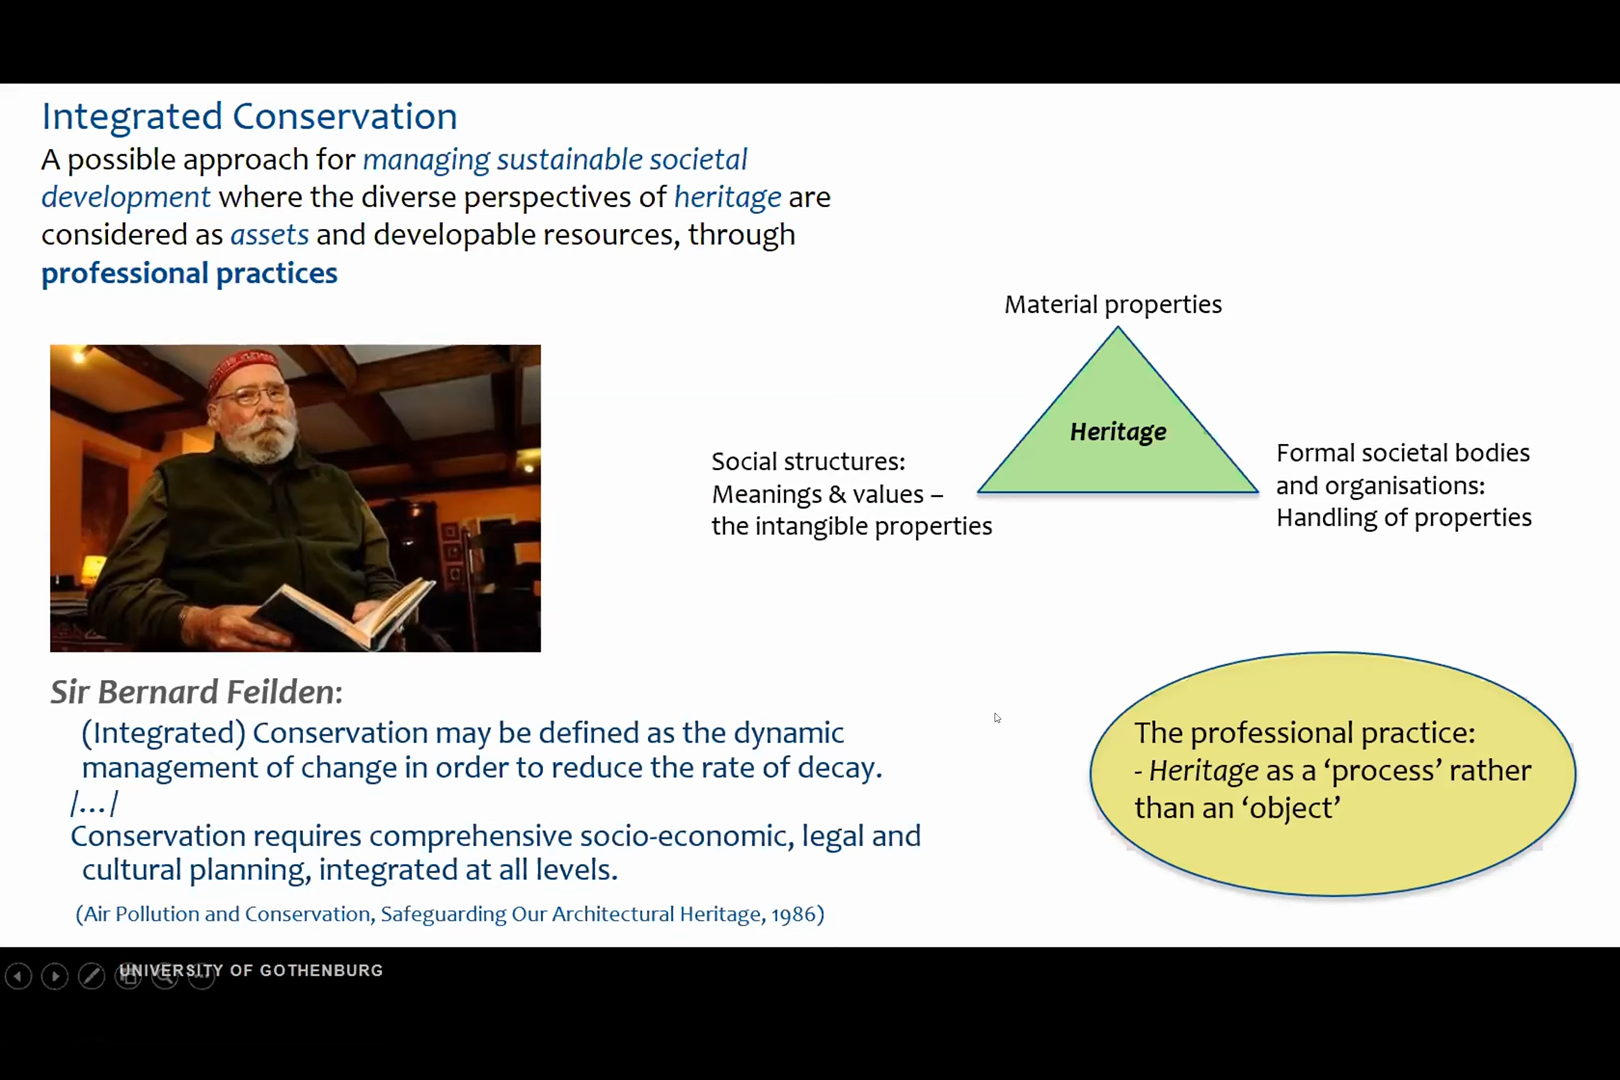 Integrated Conservation
A possible approach for managing sustainable societal
development where the diverse perspectives of heritage are
considered as assets and developable resources, through
professional practices
Material properties
Heritage
Social structures:
Meanings & values –
the intangible properties
Formal societal bodies
and organisations:
Handling of properties
Sir Bernard Feilden:
(Integrated) Conservation may be defined as the dynamic
management of change in order to reduce the rate of decay.
/…/
Conservation requires comprehensive socio-economic, legal and
cultural planning, integrated at all levels.
(Air Pollution and Conservation, Safeguarding Our Architectural Heritage, 1986)
The professional practice:
- Heritage as a ‘process’ rather
than an ‘object’
UNIVERSITY OF GOTHENBURG